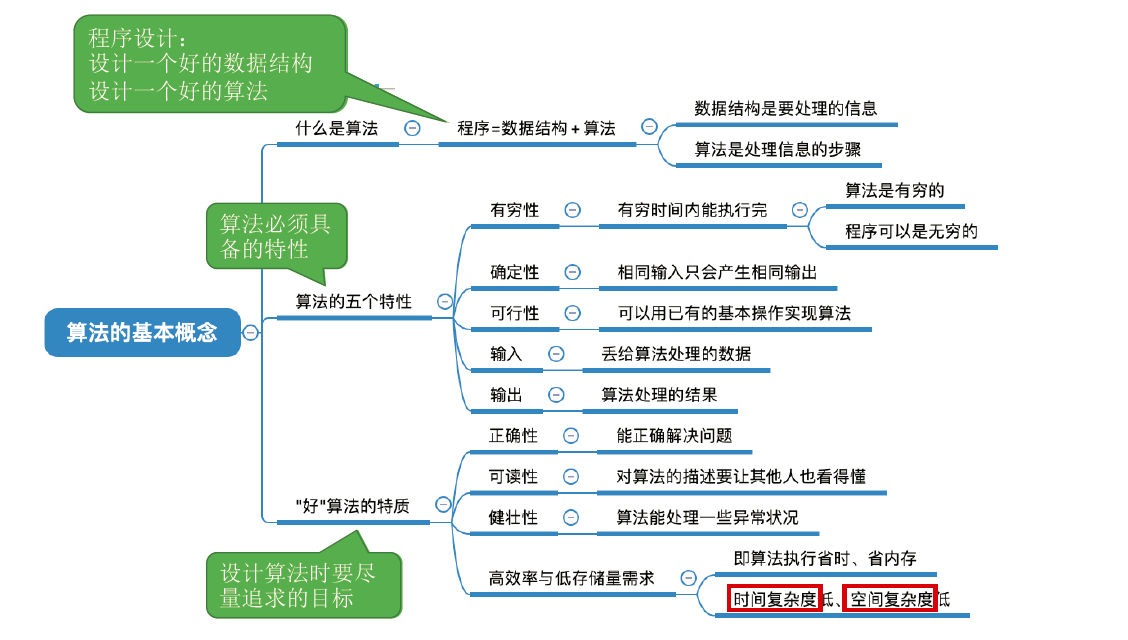 程序设计：
设计一个好的数据结构
设计一个好的算法
什么是算法
程序=数据结构＋算法
数据结构是要处理的信息
算法是处理信息的步骤
算法必须具
备的特性
算法的五个特性
有穷性
有穷时间内能执行完
算法是有穷的
程序可以是无穷的
确定性
相同输入只会产生相同输出
可行性
可以用已有的基本操作实现算法
输入
丢给算法处理的数据
输出
算法处理的结果
算法的基本概念
"好"算法的特质
正确性
能正确解决问题
可读性
对算法的描述要让其他人也看得懂
健壮性
算法能处理一些异常状况
高效率与低存储量需求
即算法执行省时、省内存
时间复杂度低、空间复杂度低
设计算法时要尽
量追求的目标